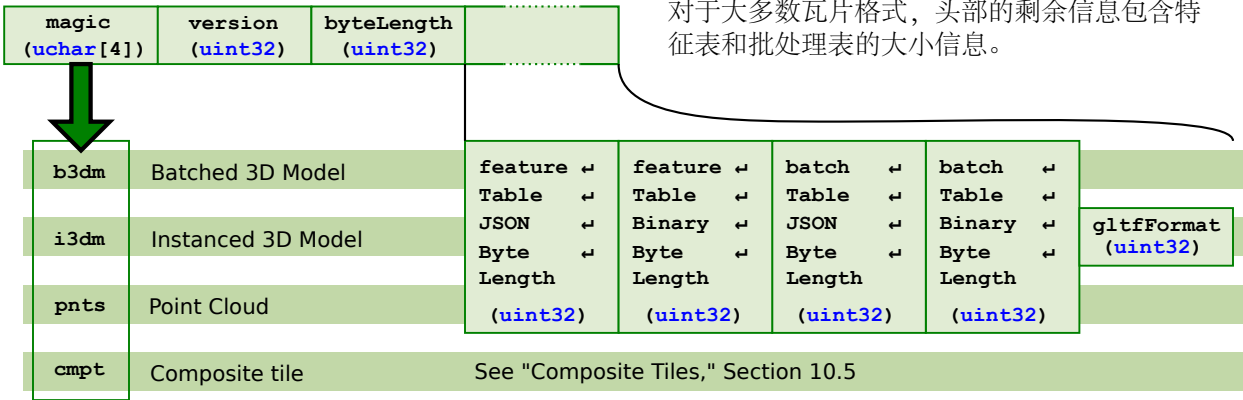 对于大多数瓦片格式，头部的剩余信息包含特
征表和批处理表的大小信息。
magic version byteLength
(uchar[4]) (uint32) (uint32)
b3dm Batched 3D Model
i3dm Instanced 3D Model
pnts Point Cloud
cmpt Composite tile See "Composite Tiles," Section 10.5
feature ↵
Table ↵
JSON ↵
Byte ↵
Length
(uint32)
feature ↵
Table ↵
Binary ↵
Byte ↵
Length
(uint32)
batch ↵
Table ↵
JSON ↵
Byte ↵
Length
(uint32)
batch ↵
Table ↵
Binary ↵
Byte ↵
Length
(uint32)
gltfFormat
(uint32)